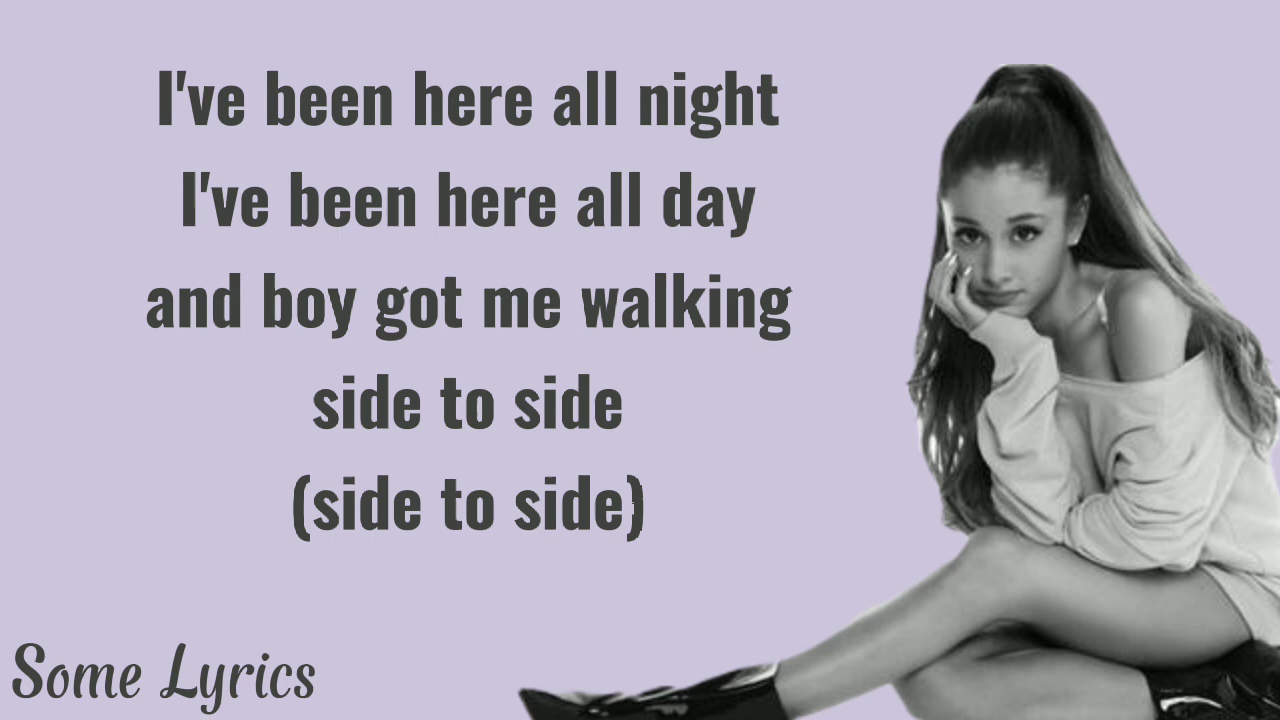 I've been here all night
I've been here all day
and boy got me walking
side to side
(side to side)
Some Lyrics